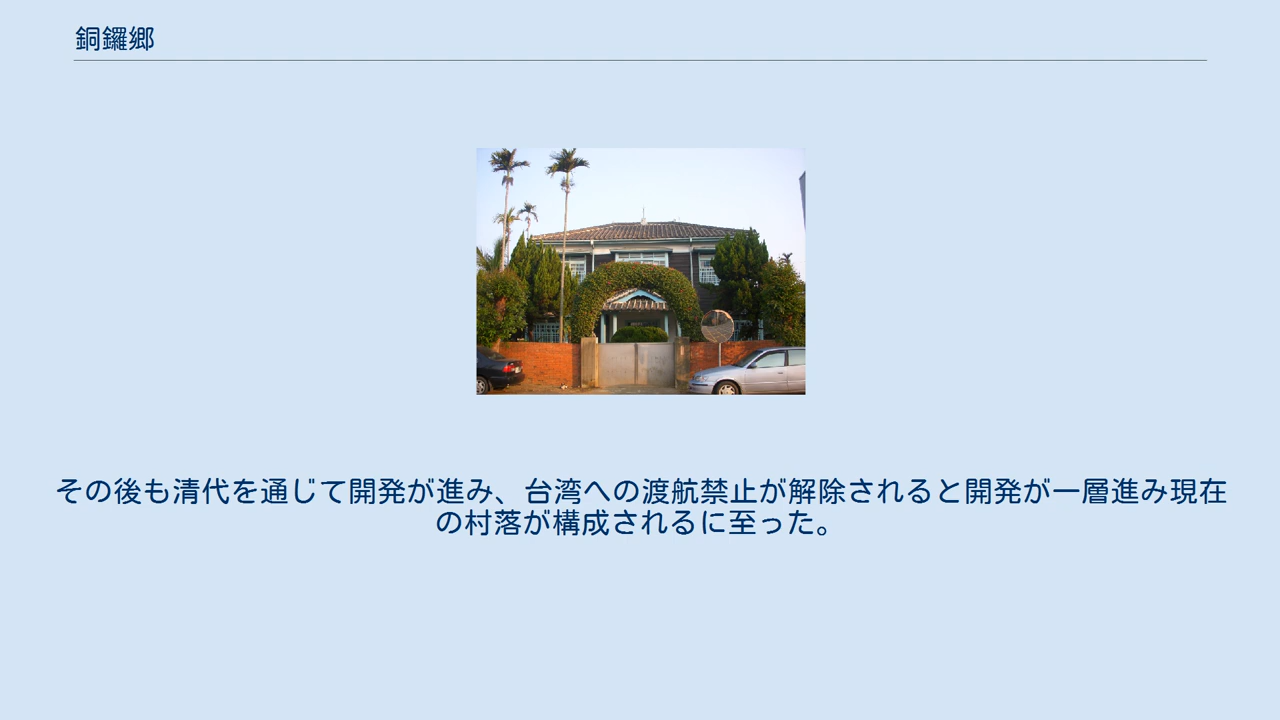 銅鑼郷
その後も清代を通じて開発が進み、台湾への渡航禁止が解除されると開発が一層進み現在
の村落が構成されるに至った。